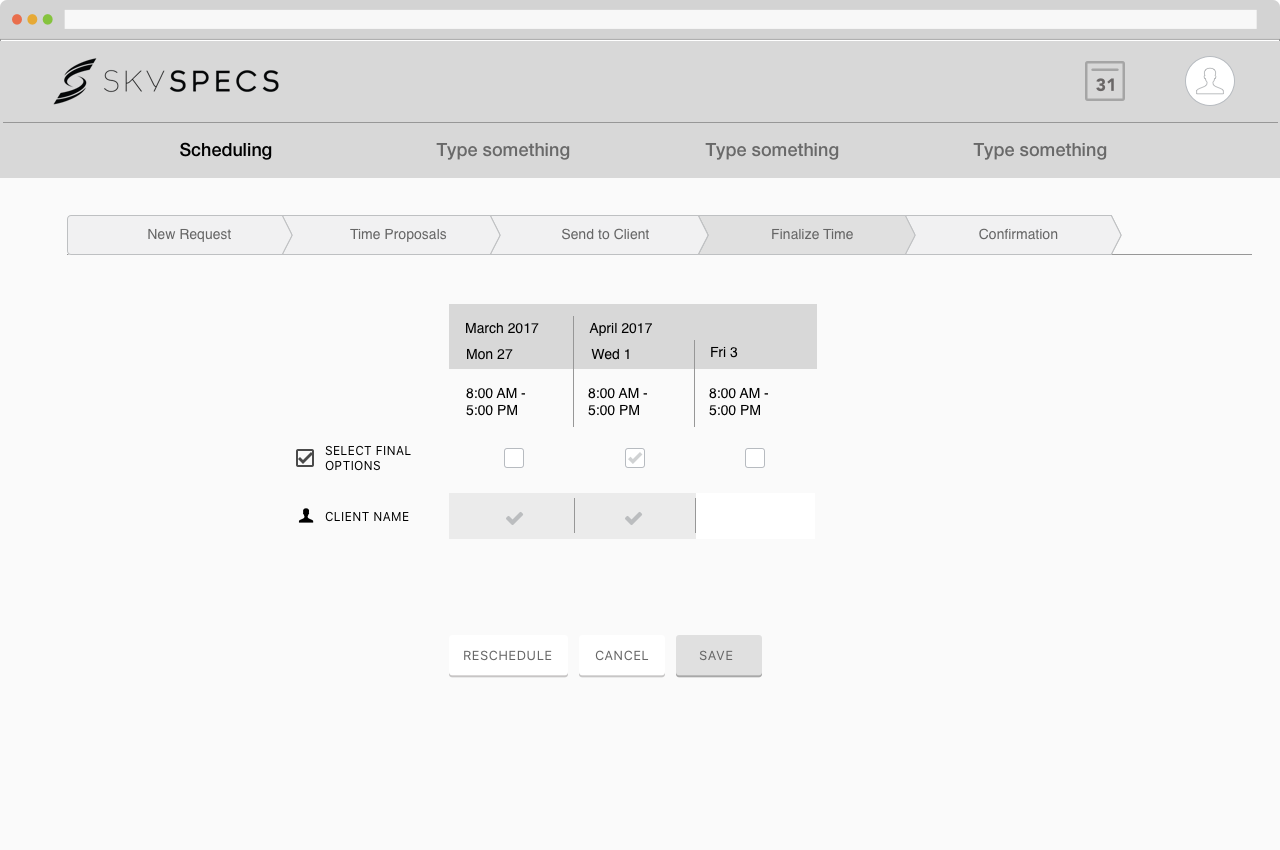 SKYSPECS
31
Scheduling Type something Type something Type something
New Request Time Proposals Send to Client Finalize Time Confirmation
March 2017 April 2017
Mon 27 Wed 1 Fri 3
8:00 AM - 8:00 AM - 8:00 AM -
5:00 PM 5:00 PM 5:00 PM
SELECT FINAL
OPTIONS
CLIENT NAME
RESCHEDULE CANCEL SAVE